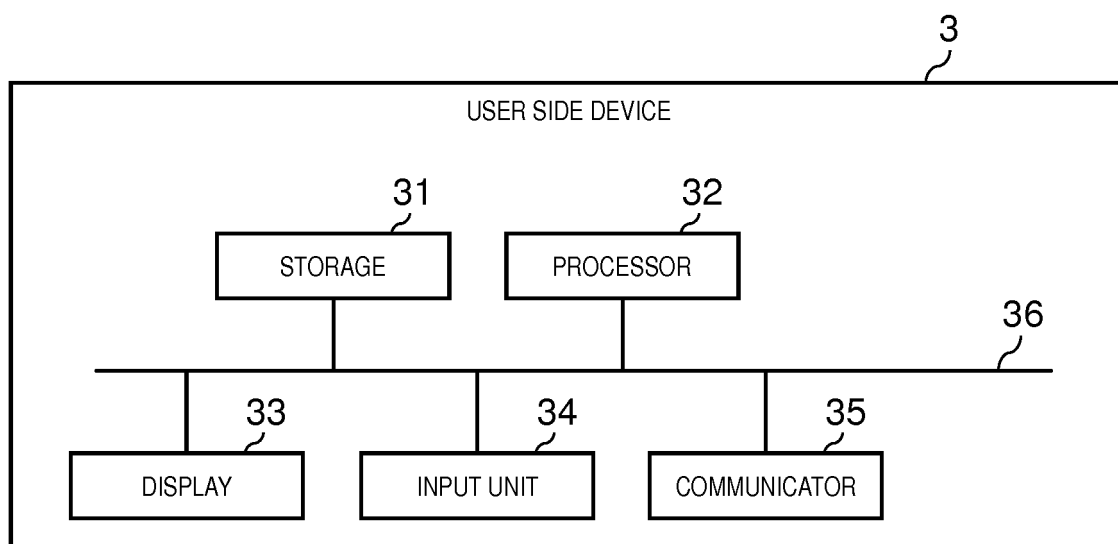 3
USER SIDE DEVICE
31 32
STORAGE PROCESSOR
36
33 34 35
DISPLAY INPUT UNIT COMMUNICATOR